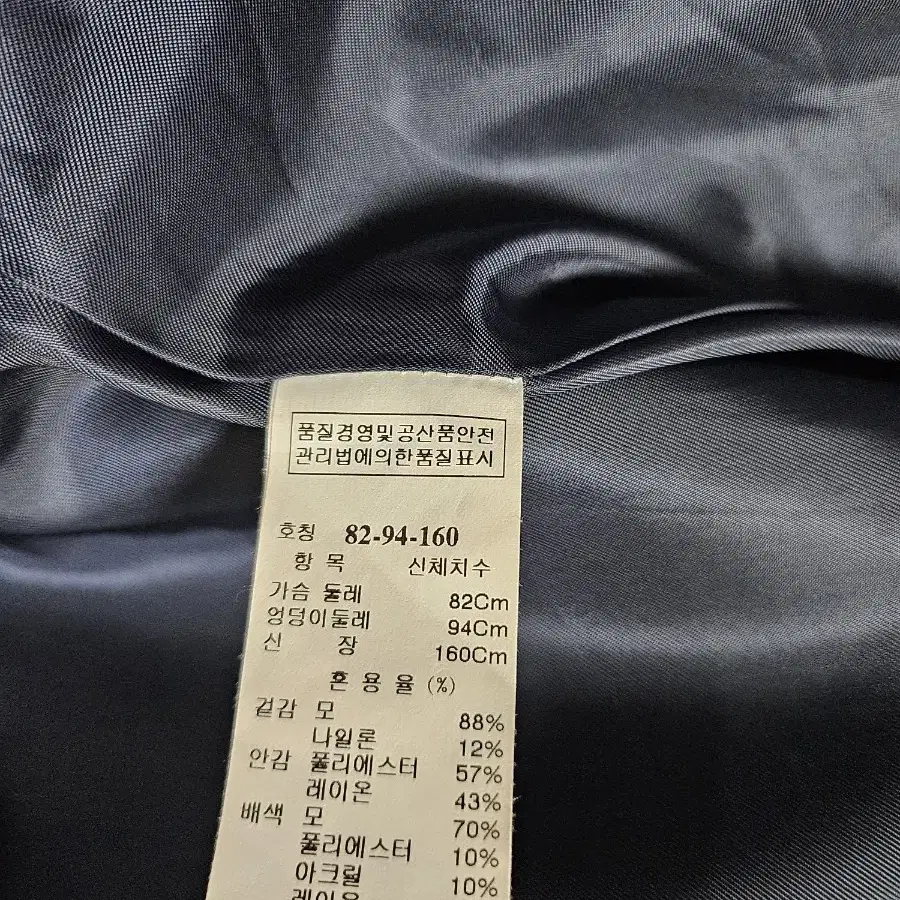 품질경영및공산품안전
관리법에의한품질표시
호칭 82-94-160
항 목 신체치수
가슴 둘레 82Cm
엉덩이둘레 94Cm
신 장 160Cm
혼 용 율 (%)
겉감 모 88%
나일론 12%
안감 폴리에스터 57%
레이온 43%
배색 모 70%
폴리에스터 10%
아크릴 10%